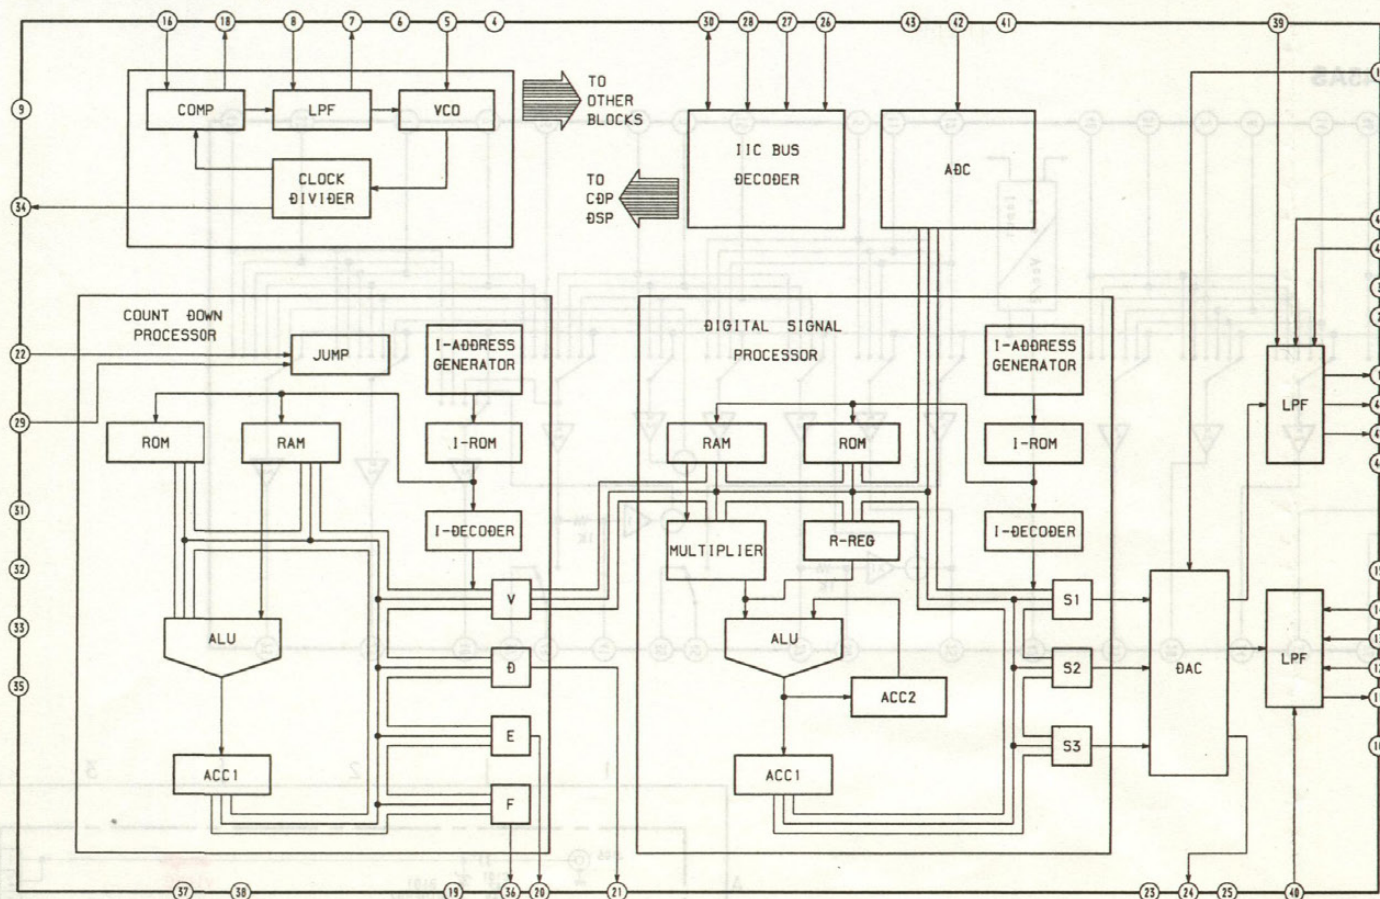 16 18 8 7 6 5 4 30 28 27 26 43 42 41 39
9
34
22
29
31
32
33
35
COMP
LPF
VCO
CLOCK
DIVIDER
TO
OTHER
BLOCKS
TO
CDP
DSP
IIC BUS
DECODER
ADC
COUNT DOWN
PROCESSOR
JUMP
I-ADDRESS
GENERATOR
ROM
RAM
I-ROM
I-DECODER
ALU
ACC1
V
D
E
F
DIGITAL SIGNAL
PROCESSOR
I-ADDRESS
GENERATOR
RAM
ROM
I-ROM
MULTIPLIER
R-REG
I-DECODER
ALU
ACC2
ACC1
S1
S2
S3
DAC
LPF
LPF
37 38 19 36 20 21 23 24 25 40